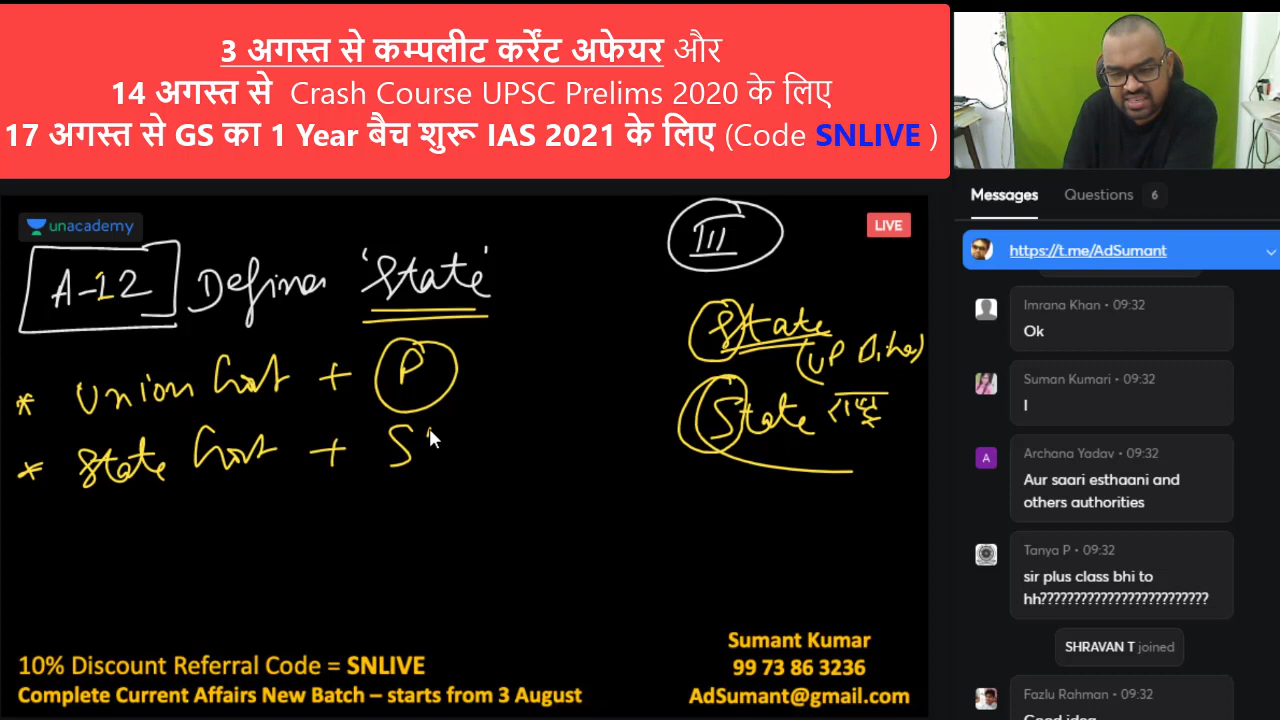 3 अगस्त से कम्पलीट करेंट अफेयर और
14 अगस्त से Crash Course UPSC Prelims 2020 के लिए
17 अगस्त से GS का 1 Year बैच शुरू IAS 2021 के लिए (Code SNLIVE )
unacademy
LIVE
III
A-12 Defines 'State'
* Union Govt + P
* State Govt + S
State
(UP Bihar)
State राष्ट्र
10% Discount Referral Code = SNLIVE
Complete Current Affairs New Batch – starts from 3 August
Sumant Kumar
99 73 86 3236
AdSumant@gmail.com
Messages Questions 6
https://t.me/AdSumant
Imrana Khan • 09:32
Ok
Suman Kumari • 09:32
I
A
Archana Yadav • 09:32
Aur saari esthaani and
others authorities
Tanya P • 09:32
sir plus class bhi to
hh?????????????????????????
SHRAVAN T joined
Fazlu Rahman • 09:32
Good idea